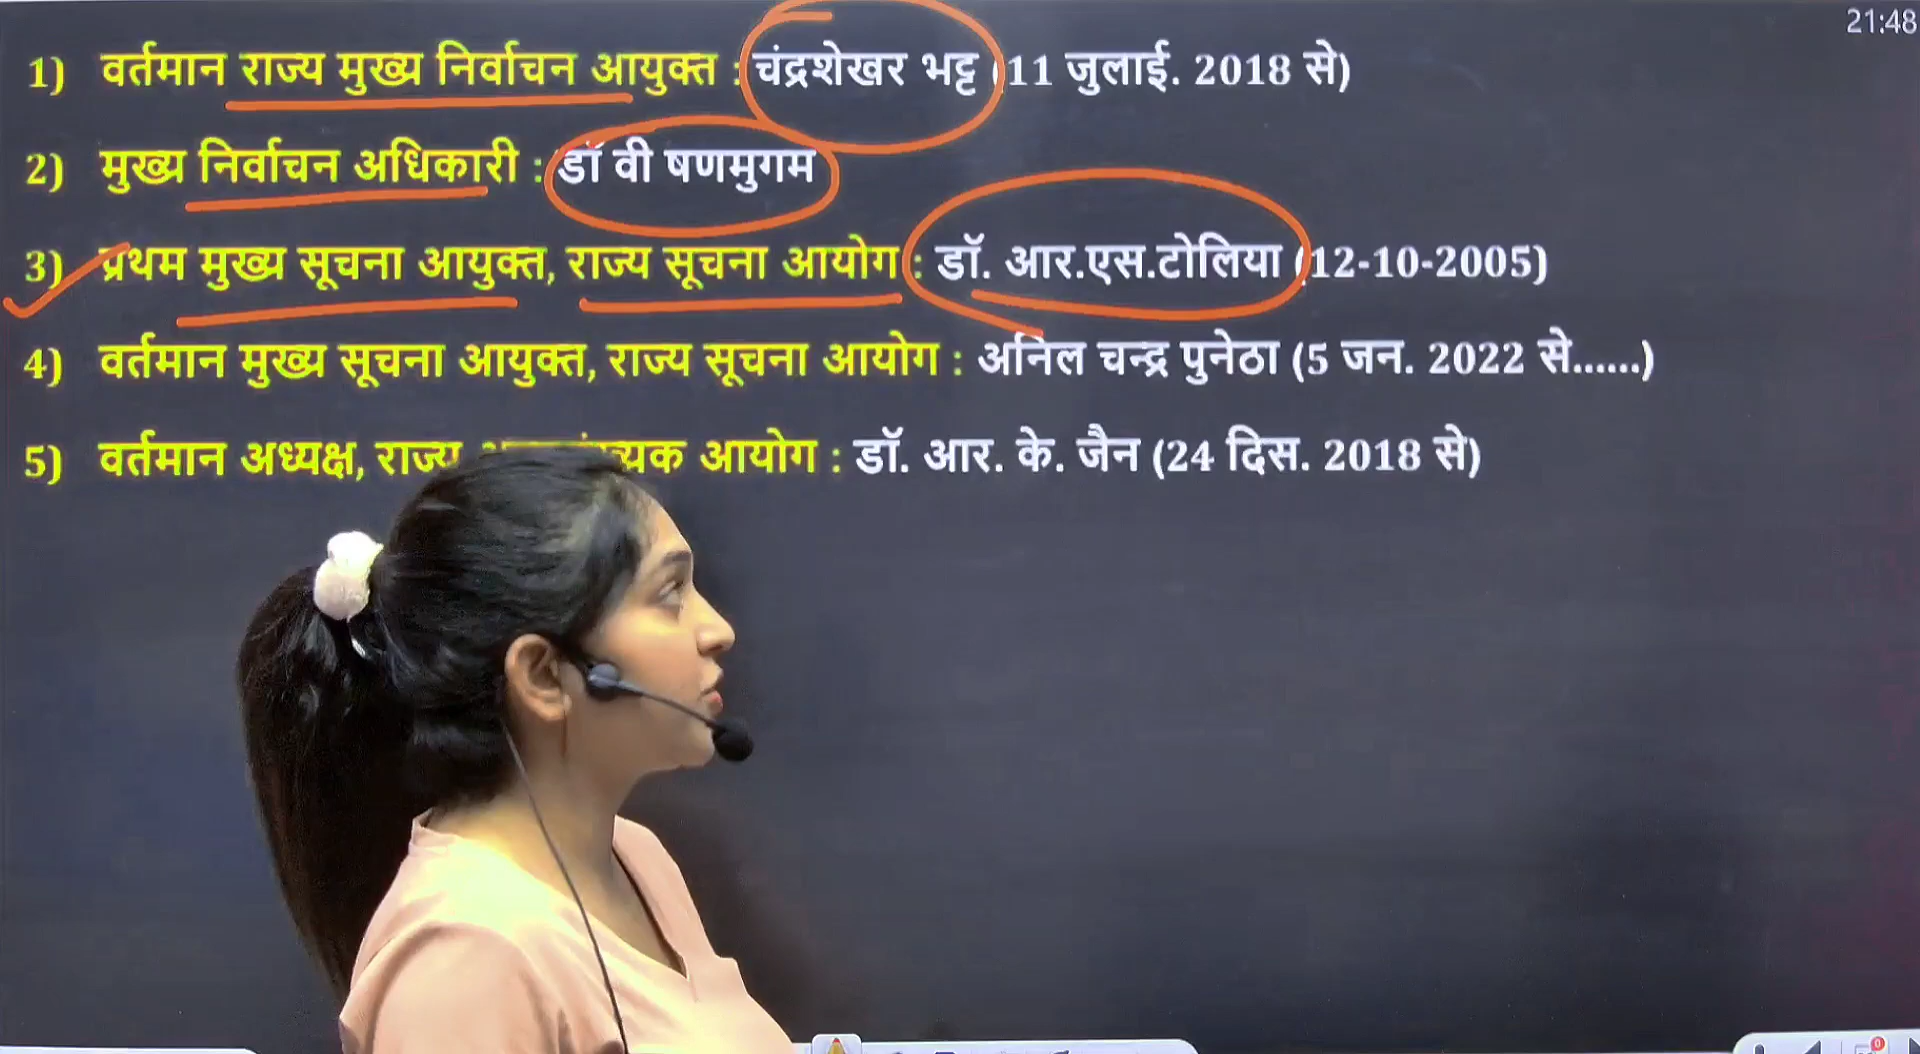 21:48
1) वर्तमान राज्य मुख्य निर्वाचन आयुक्त : चंद्रशेखर भट्ट (11 जुलाई. 2018 से)
2) मुख्य निर्वाचन अधिकारी : डॉ वी षणमुगम
3) प्रथम मुख्य सूचना आयुक्त, राज्य सूचना आयोग : डॉ. आर.एस.टोलिया (12-10-2005)
4) वर्तमान मुख्य सूचना आयुक्त, राज्य सूचना आयोग : अनिल चन्द्र पुनेठा (5 जन. 2022 से......)
5) वर्तमान अध्यक्ष, राज्य आयोग : डॉ. आर. के. जैन (24 दिस. 2018 से)
0